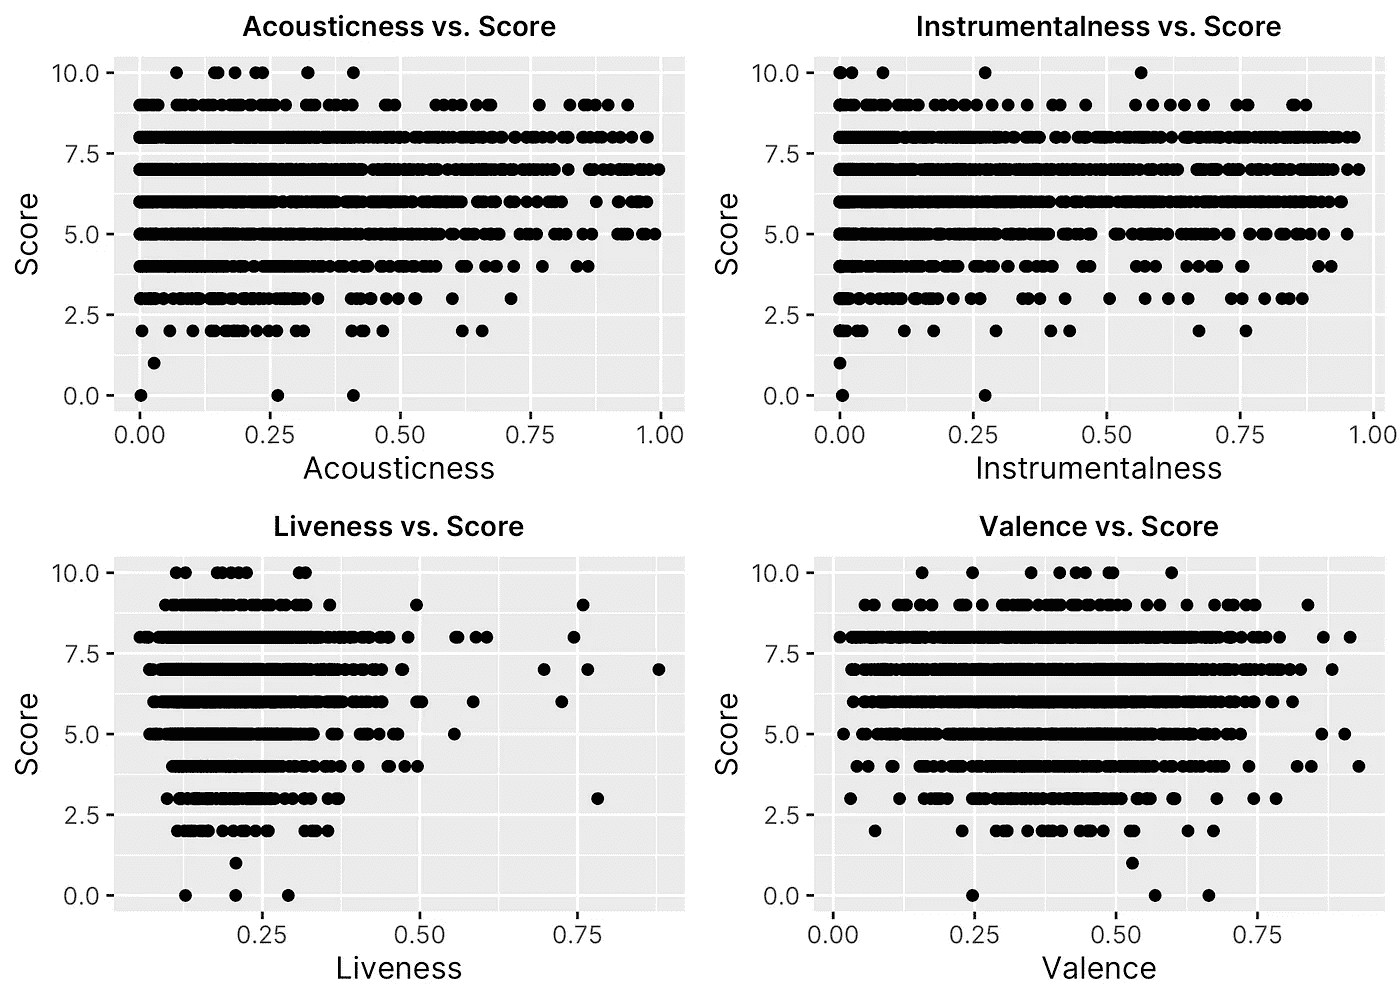 Acousticness vs. Score
Score
10.0
7.5
5.0
2.5
0.0
0.00 0.25 0.50 0.75 1.00
Acousticness
Instrumentalness vs. Score
Score
10.0
7.5
5.0
2.5
0.0
0.00 0.25 0.50 0.75 1.00
Instrumentalness
Liveness vs. Score
Score
10.0
7.5
5.0
2.5
0.0
0.25 0.50 0.75
Liveness
Valence vs. Score
Score
10.0
7.5
5.0
2.5
0.0
0.00 0.25 0.50 0.75
Valence